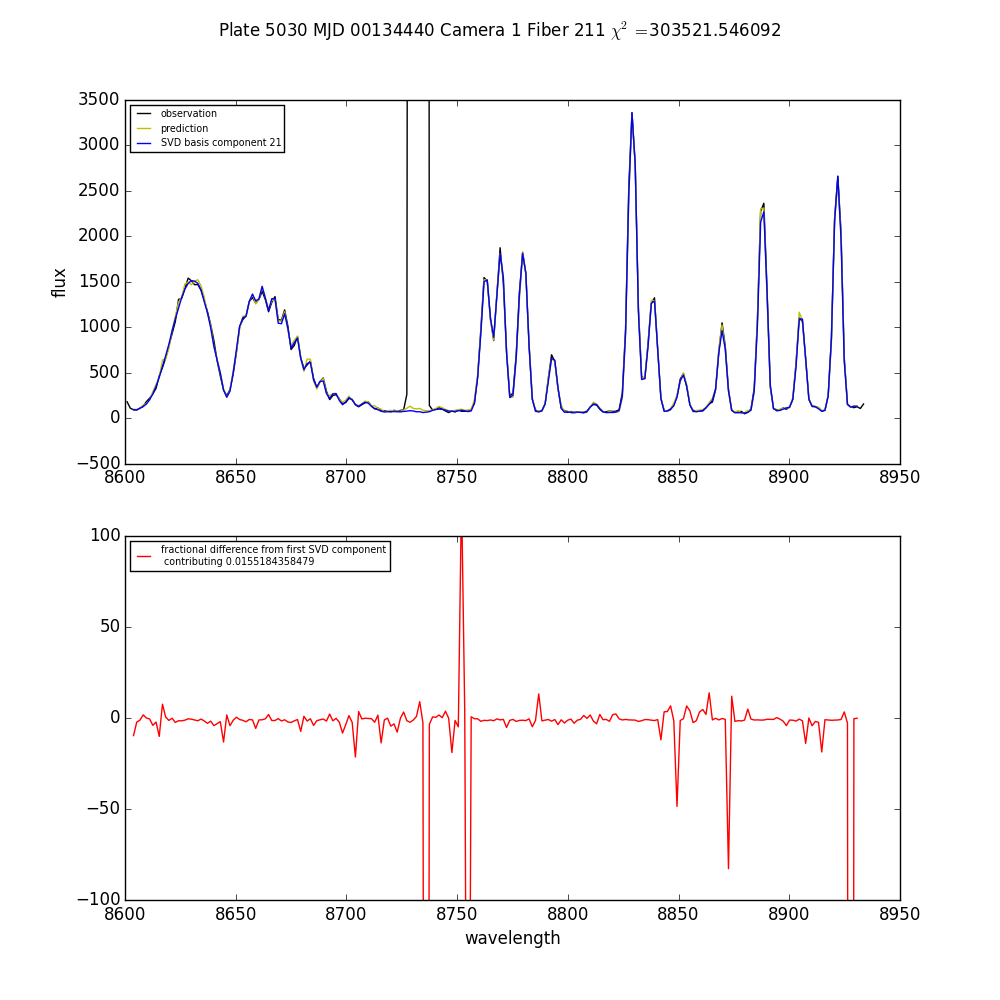 Plate 5030 MJD 00134440 Camera 1 Fiber 211 χ² =303521.546092
3500
3000
2500
2000
1500
1000
500
0
−500
flux
observation
prediction
SVD basis component 21
8600 8650 8700 8750 8800 8850 8900 8950
100
50
0
−50
−100
fractional difference from first SVD component
contributing 0.0155184358479
8600 8650 8700 8750 8800 8850 8900 8950
wavelength